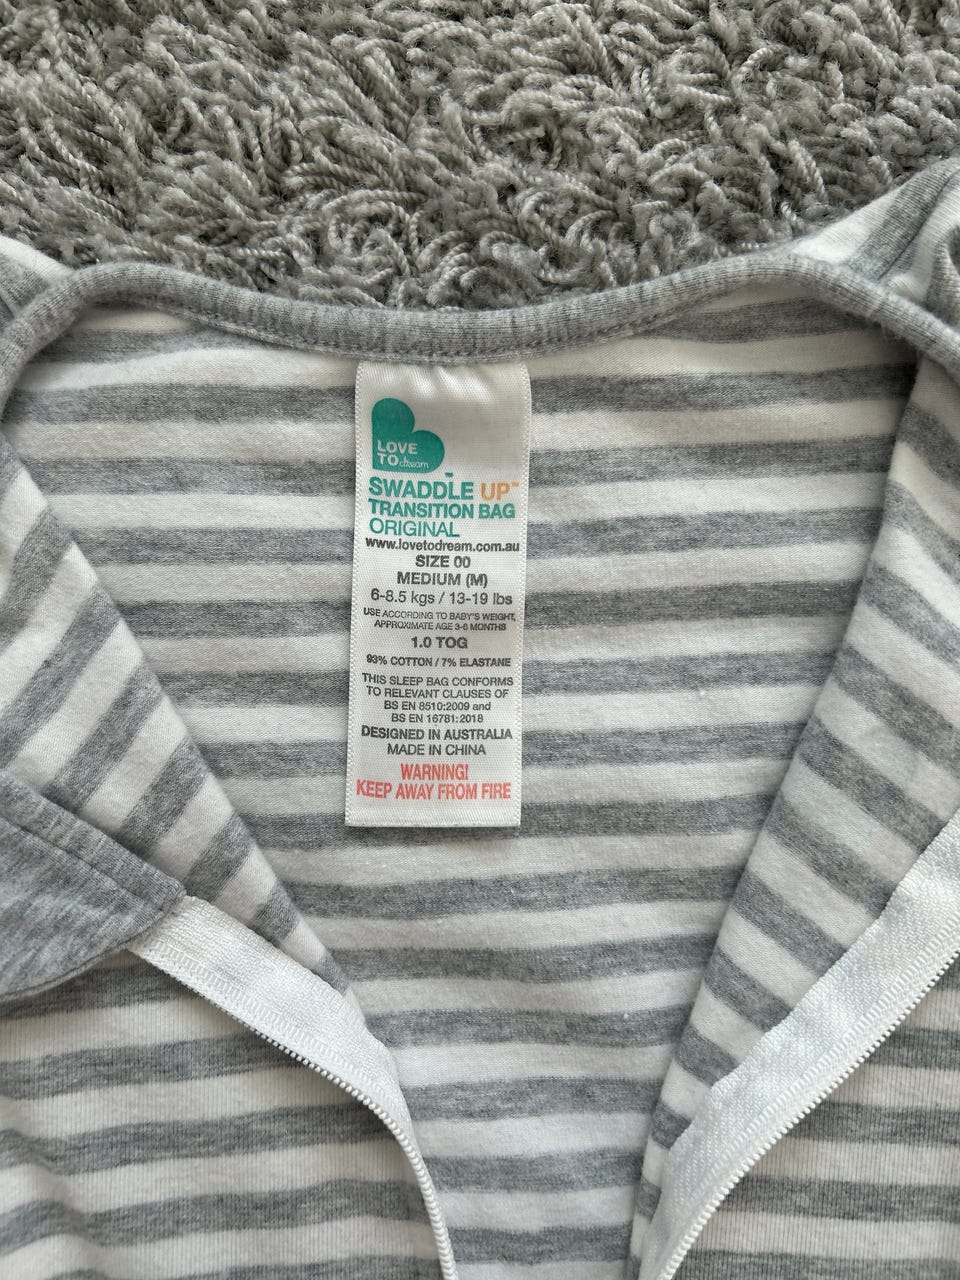 LOVE
TO dream
SWADDLE UP™
TRANSITION BAG
ORIGINAL
www.lovetodream.com.au
SIZE 00
MEDIUM (M)
6-8.5 kgs / 13-19 lbs
USE ACCORDING TO BABY'S WEIGHT,
APPROXIMATE AGE 3-6 MONTHS
1.0 TOG
93% COTTON / 7% ELASTANE
THIS SLEEP BAG CONFORMS
TO RELEVANT CLAUSES OF
BS EN 8510:2009 and
BS EN 16781:2018
DESIGNED IN AUSTRALIA
MADE IN CHINA
WARNING!
KEEP AWAY FROM FIRE